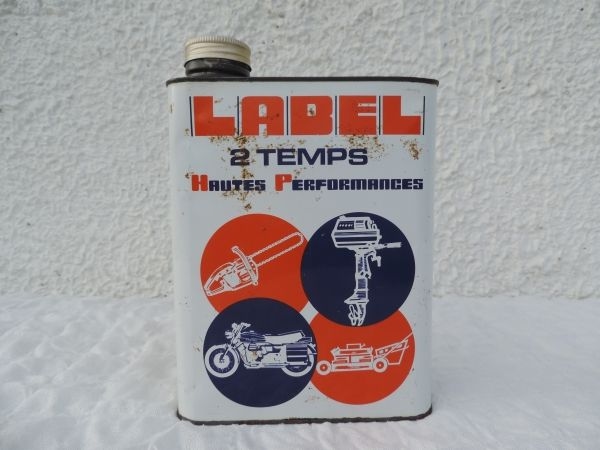 LABEL
2 TEMPS
HAUTES PERFORMANCES